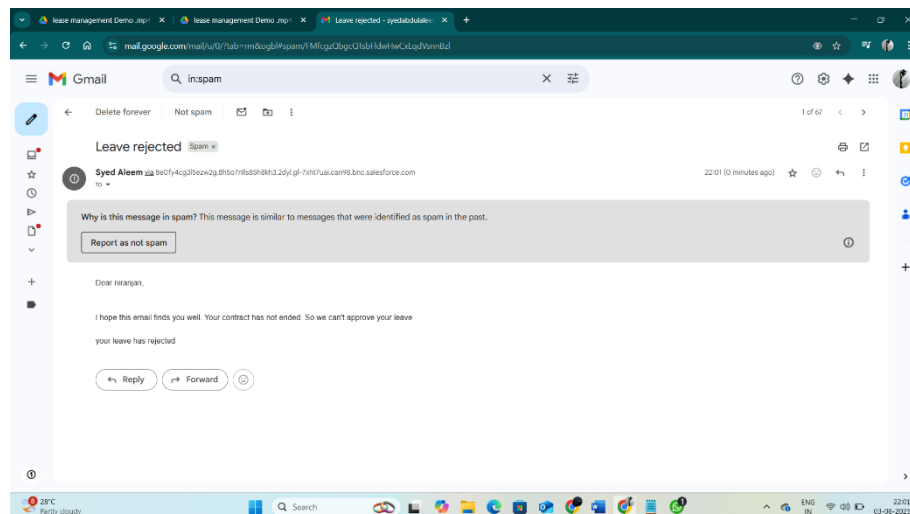 lease management Demo .mp4
lease management Demo .mp4
Leave rejected - syedabdulalee
mail.google.com/mail/u/0/?tab=rm&ogbl#spam/
Gmail
in:spam
Delete forever
Not spam
1 of 67
Leave rejected
Spam ×
Syed Aleem via
bnc.salesforce.com
22:01 (0 minutes ago)
to
Why is this message in spam? This message is similar to messages that were identified as spam in the past.
Report as not spam
Dear niranjan,
I hope this email finds you well. Your contract has not ended. So we can't approve your leave
your leave has rejected
Reply
Forward
28°C
Partly cloudy
Search
ENG
IN
22:01
03-08-2025